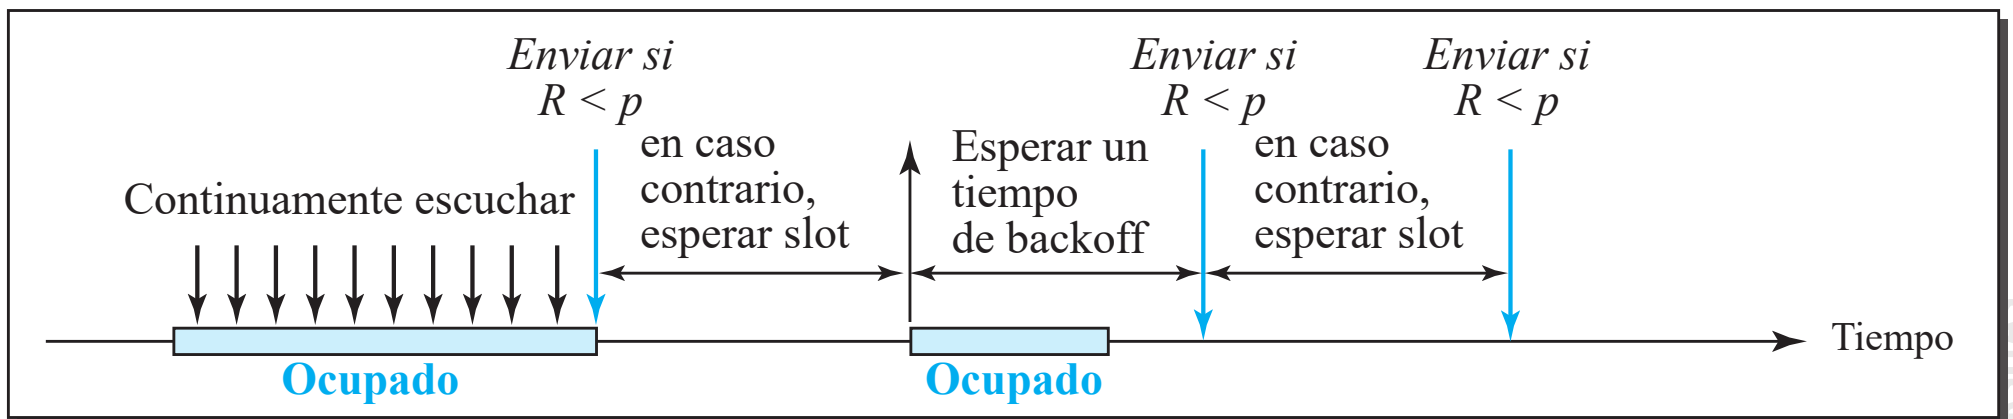 Enviar si
R < p
Enviar si
R < p
Enviar si
R < p
Continuamente escuchar
en caso
contrario,
esperar slot
Esperar un
tiempo
de backoff
en caso
contrario,
esperar slot
Tiempo
Ocupado
Ocupado